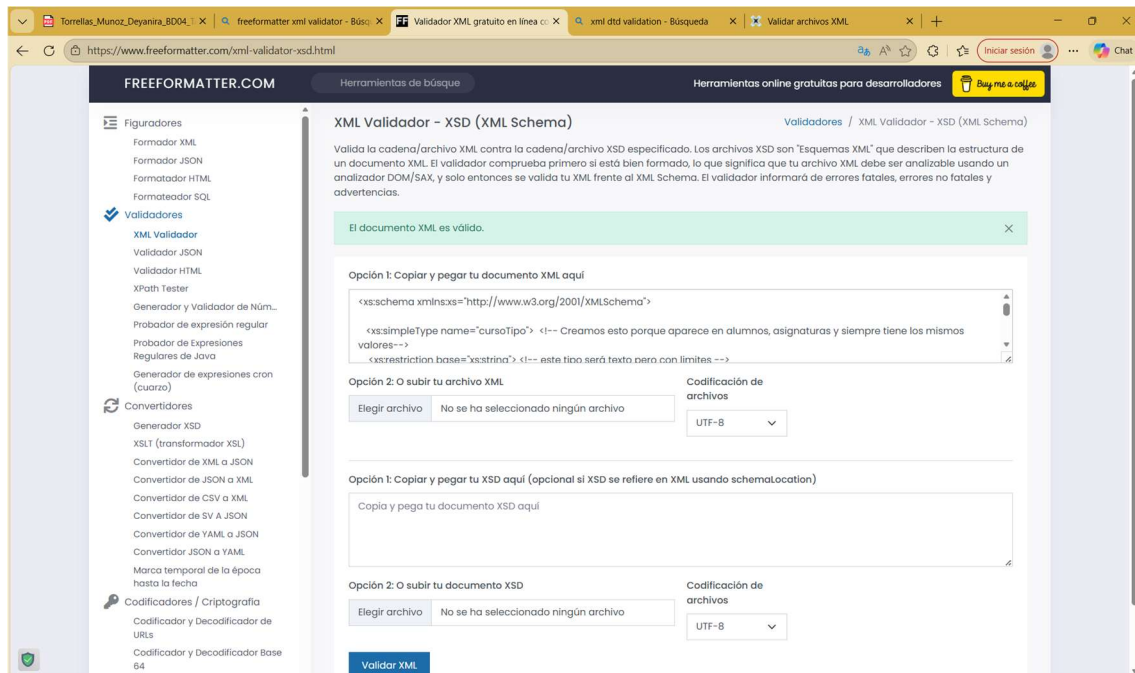 Torrellas_Munoz_Deyanira_BD04_T
freeformatter xml validator - Búsq
Validador XML gratuito en línea co
xml dtd validation - Búsqueda
Validar archivos XML
https://www.freeformatter.com/xml-validator-xsd.html
Iniciar sesión
Chat
FREEFORMATTER.COM
Herramientas de búsque
Herramientas online gratuitas para desarrolladores
Buy me a coffee
Figuradores
Formador XML
Formador JSON
Formatador HTML
Formateador SQL
Validadores
XML Validador
Validador JSON
Validador HTML
XPath Tester
Generador y Validador de Núm...
Probador de expresión regular
Probador de Expresiones
Regulares de Java
Generador de expresiones cron
(cuarzo)
Convertidores
Generador XSD
XSLT (transformador XSL)
Convertidor de XML a JSON
Convertidor de JSON a XML
Convertidor de CSV a XML
Convertidor de SV A JSON
Convertidor de YAML a JSON
Convertidor JSON a YAML
Marca temporal de la época
hasta la fecha
Codificadores / Criptografía
Codificador y Decodificador de
URLs
Codificador y Decodificador Base
64
XML Validador - XSD (XML Schema)
Validadores / XML Validador - XSD (XML Schema)
Valida la cadena/archivo XML contra la cadena/archivo XSD especificado. Los archivos XSD son "Esquemas XML" que describen la estructura de
un documento XML. El validador comprueba primero si está bien formado, lo que significa que tu archivo XML debe ser analizable usando un
analizador DOM/SAX, y solo entonces se valida tu XML frente al XML Schema. El validador informará de errores fatales, errores no fatales y
advertencias.
El documento XML es válido.
Opción 1: Copiar y pegar tu documento XML aquí
<xs:schema xmlns:xs="http://www.w3.org/2001/XMLSchema">
<xs:simpleType name="cursoTipo"> <!-- Creamos esto porque aparece en alumnos, asignaturas y siempre tiene los mismos
valores-->
<xs:restriction base="xs:string"> <!-- este tipo será texto pero con limites -->
Opción 2: O subir tu archivo XML
Codificación de
archivos
Elegir archivo No se ha seleccionado ningún archivo
UTF-8
Opción 1: Copiar y pegar tu XSD aquí (opcional si XSD se refiere en XML usando schemaLocation)
Copia y pega tu documento XSD aquí
Opción 2: O subir tu documento XSD
Codificación de
archivos
Elegir archivo No se ha seleccionado ningún archivo
UTF-8
Validar XML